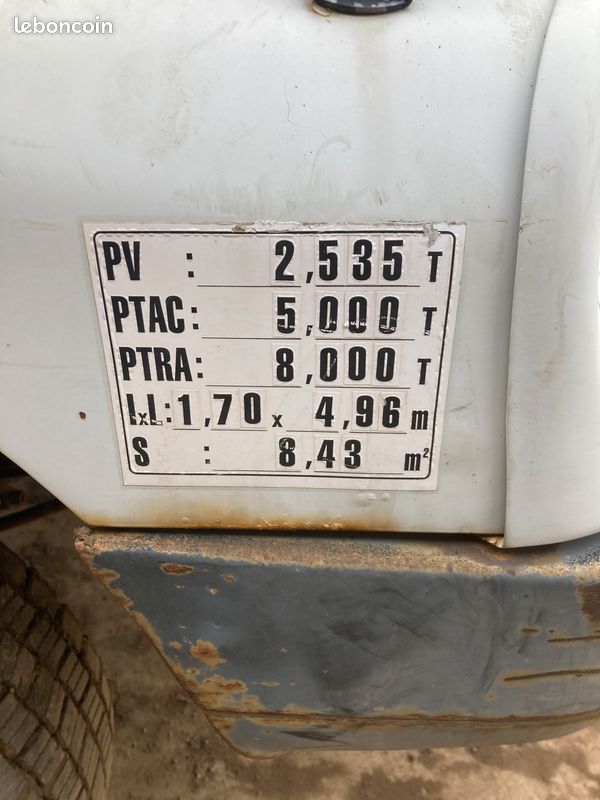 leboncoin
PV : 2,535 T
PTAC: 5,000 T
PTRA: 8,000 T
LxL: 1,70 x 4,96 m
S : 8,43 m²